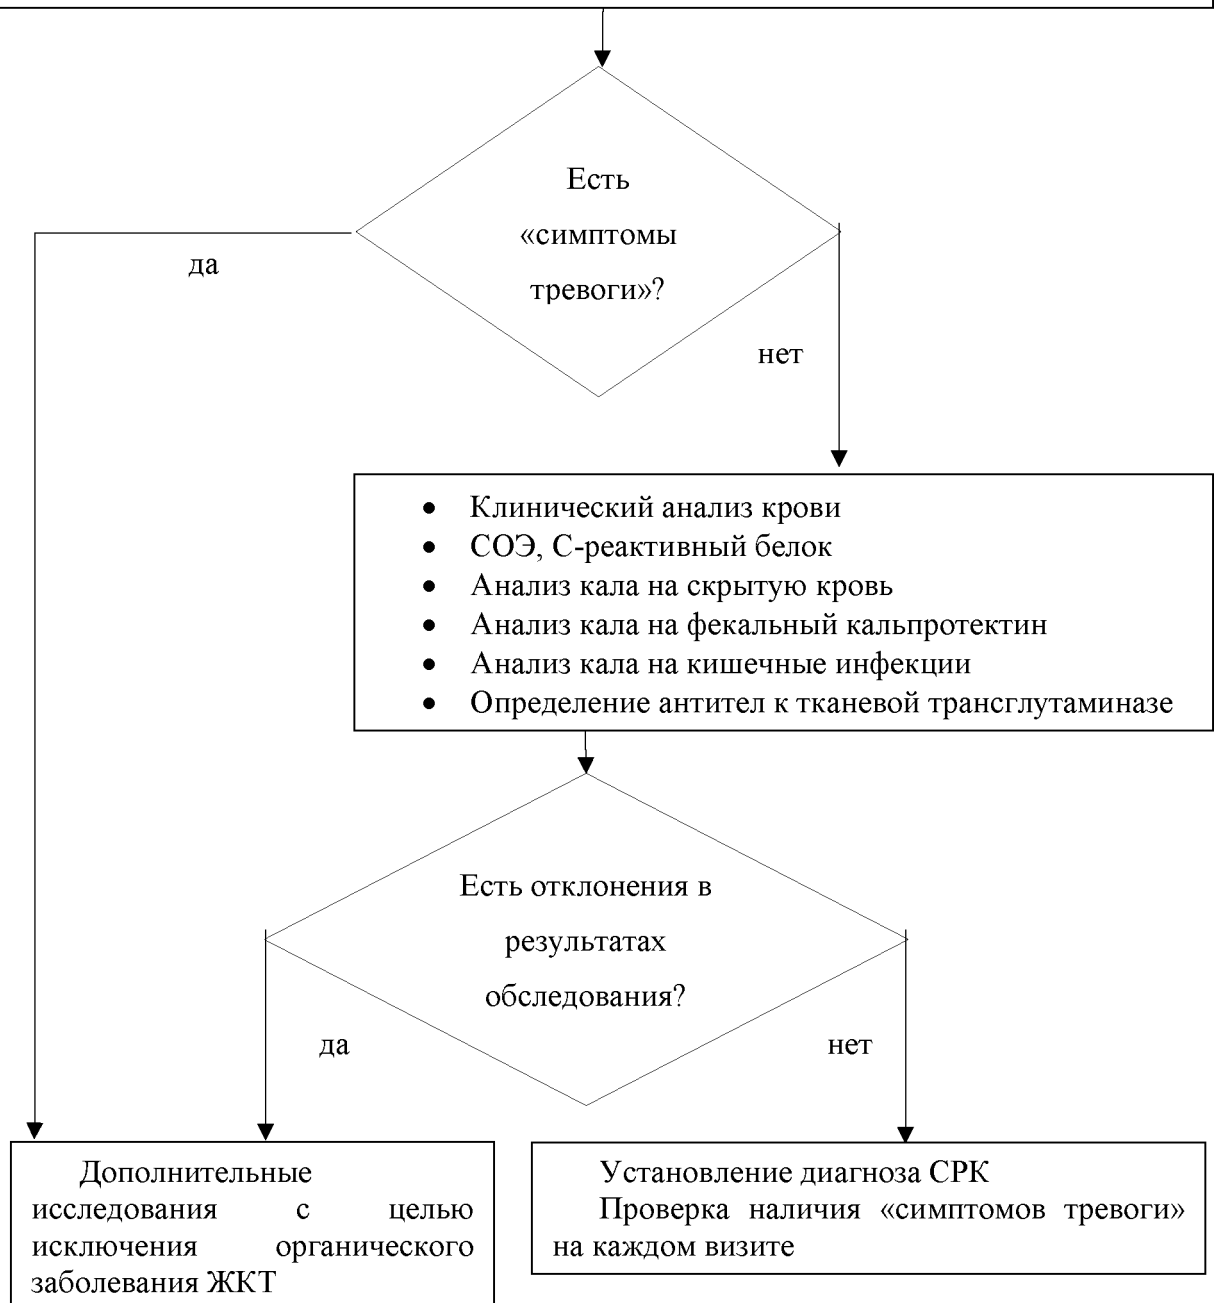 Есть
«симптомы
тревоги»?
да
нет
• Клинический анализ крови
• СОЭ, С-реактивный белок
• Анализ кала на скрытую кровь
• Анализ кала на фекальный кальпротектин
• Анализ кала на кишечные инфекции
• Определение антител к тканевой трансглутаминазе
Есть отклонения в
результатах
обследования?
да
нет
Дополнительные
исследования с целью
исключения органического
заболевания ЖКТ
Установление диагноза СРК
Проверка наличия «симптомов тревоги»
на каждом визите